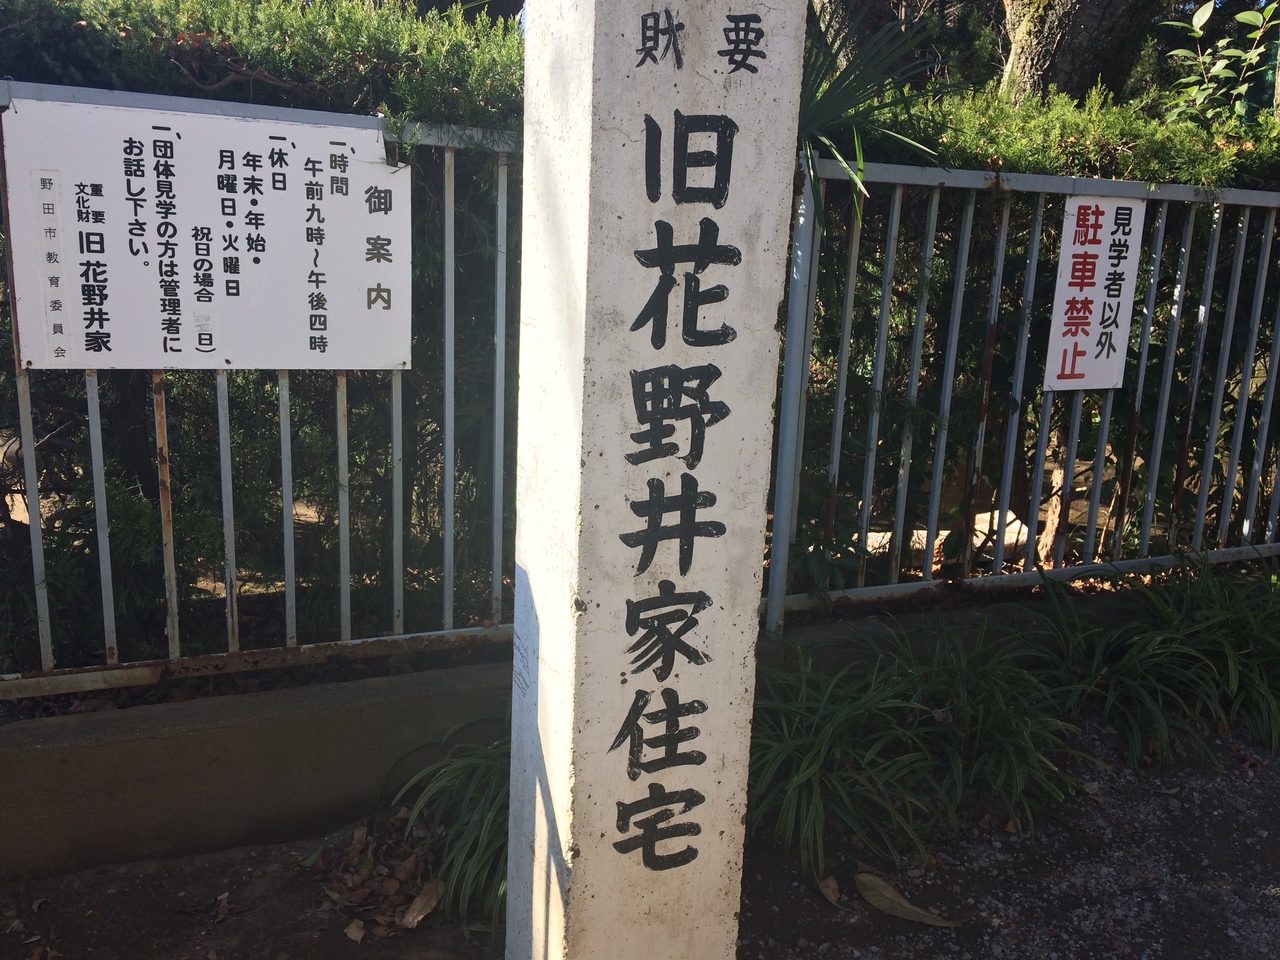 御案内
一、時間
午前九時～午後四時
一、休日
年末・年始・
月曜日・火曜日
祝日の場合 日）
一、団体見学の方は管理者に
お話し下さい。
重要
文化財
旧花野井家
野田市教育委員会
要
財
旧花野井家住宅
見学者以外
駐車禁止